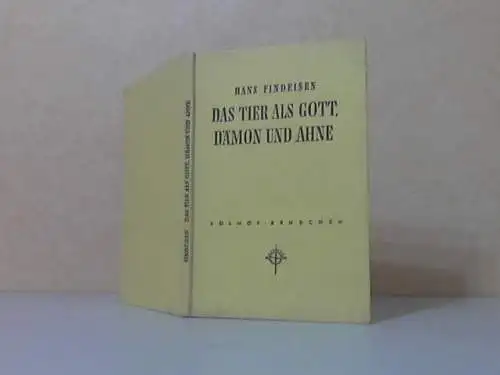 HANS FINDEISEN
DAS TIER ALS GOTT,
DÄMON UND AHNE
KOSMOS-BÄNDCHEN
FINDEISEN DAS TIER ALS GOTT, DÄMON UND AHNE